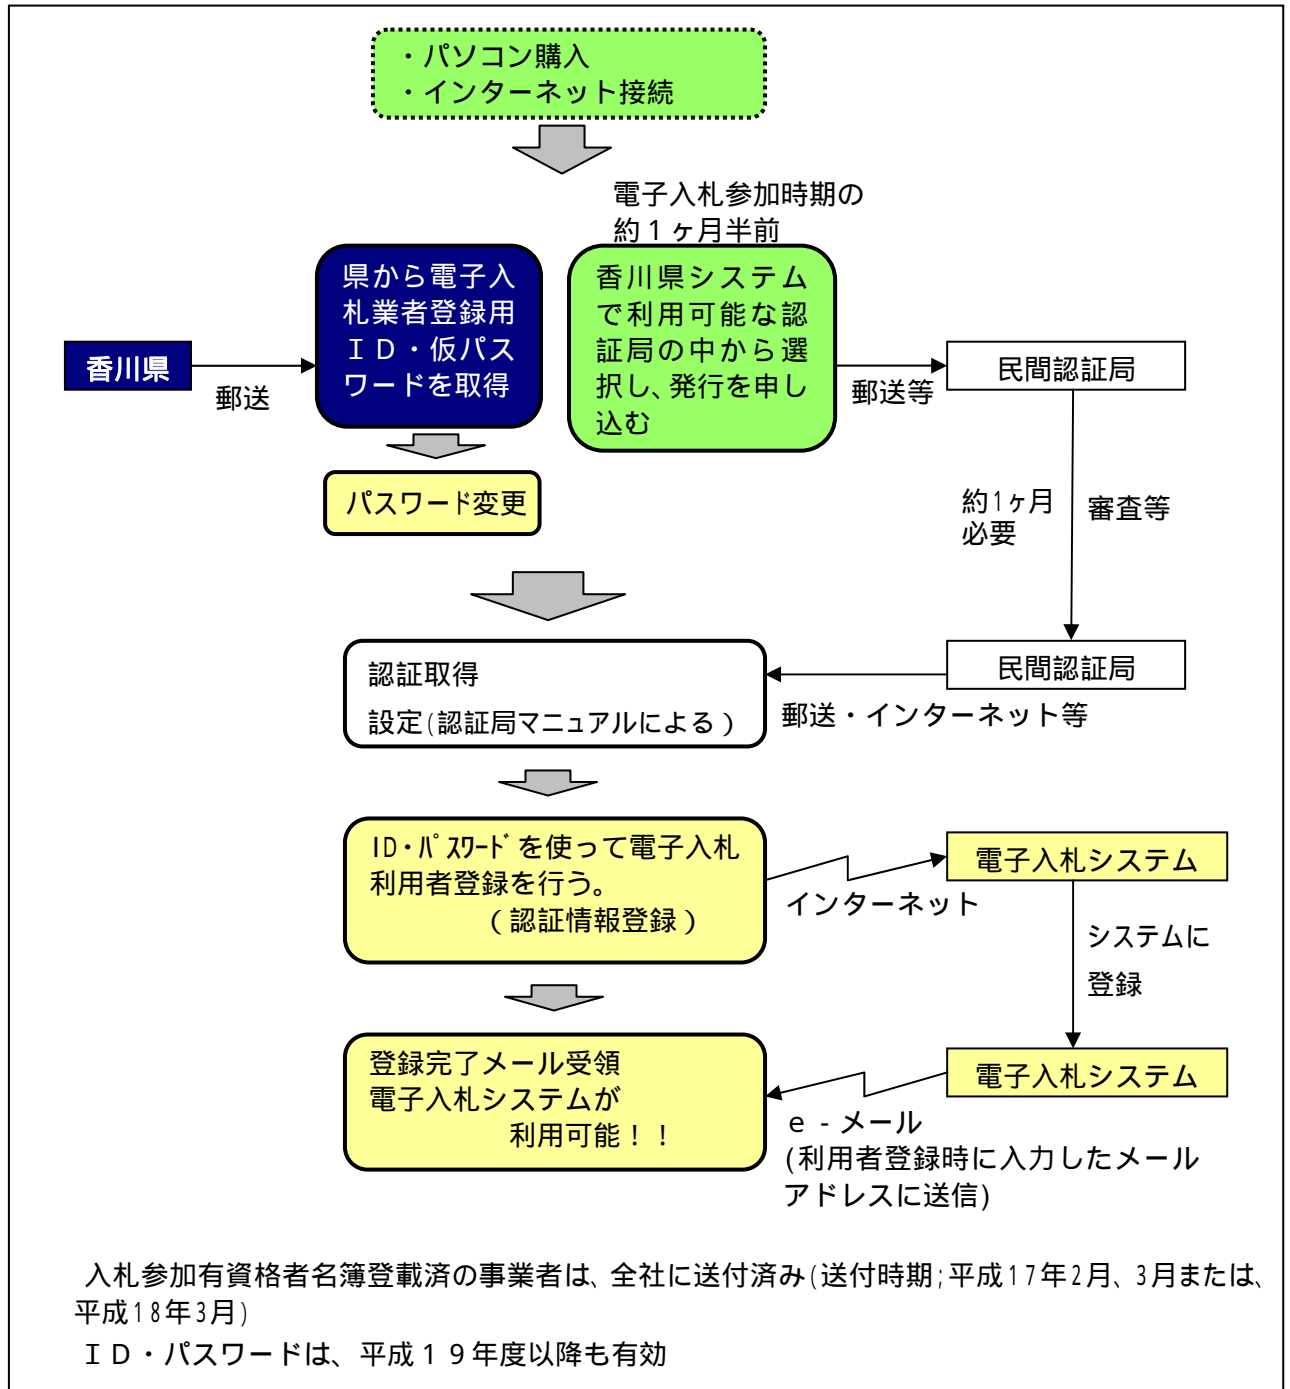 ・パソコン購入
・インターネット接続
電子入札参加時期の
約1ヶ月半前
県から電子入
札業者登録用
ＩＤ・仮パス
ワードを取得
香川県システム
で利用可能な認
証局の中から選
択し、発行を申し
込む
香川県
郵送
郵送等
民間認証局
パスワード変更
約1ヶ月
必要
審査等
認証取得
設定(認証局マニュアルによる)
民間認証局
郵送・インターネット等
ID・ﾊﾟｽﾜｰﾄﾞを使って電子入札
利用者登録を行う。
(認証情報登録)
インターネット
電子入札システム
システムに
登録
登録完了メール受領
電子入札システムが
利用可能！！
電子入札システム
e - メール
(利用者登録時に入力したメール
アドレスに送信)
入札参加有資格者名簿登載済の事業者は、全社に送付済み(送付時期;平成17年2月、3月または、
平成18年3月)
ＩＤ・パスワードは、平成１９年度以降も有効